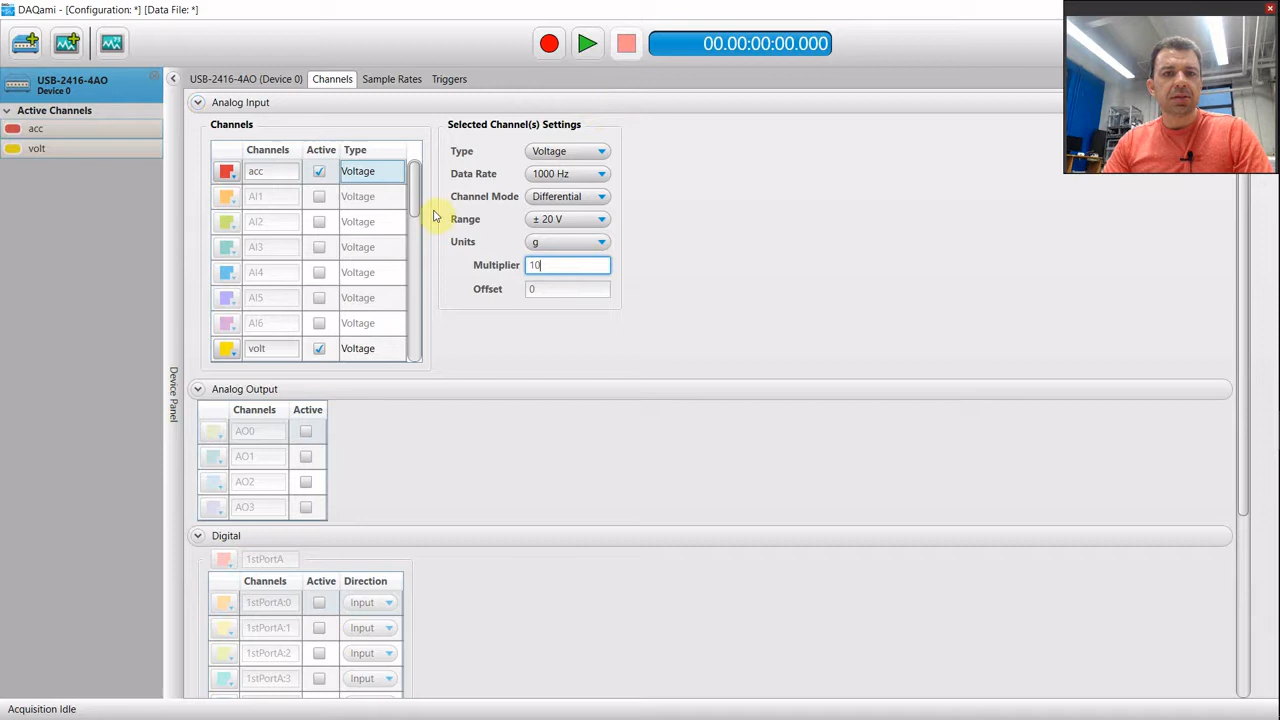 DAQami - [Configuration: *] [Data File: *]
00.00:00:00.000
USB-2416-4AO
Device 0
Active Channels
acc
volt
USB-2416-4AO (Device 0)
Channels
Sample Rates
Triggers
Analog Input
Channels
Channels Active Type
acc Voltage
AI1 Voltage
AI2 Voltage
AI3 Voltage
AI4 Voltage
AI5 Voltage
AI6 Voltage
volt Voltage
Selected Channel(s) Settings
Type Voltage
Data Rate 1000 Hz
Channel Mode Differential
Range ± 20 V
Units g
Multiplier 10
Offset 0
Device Panel
Analog Output
Channels Active
AO0
AO1
AO2
AO3
Digital
1stPortA
Channels Active Direction
1stPortA:0 Input
1stPortA:1 Input
1stPortA:2 Input
1stPortA:3 Input
Acquisition Idle